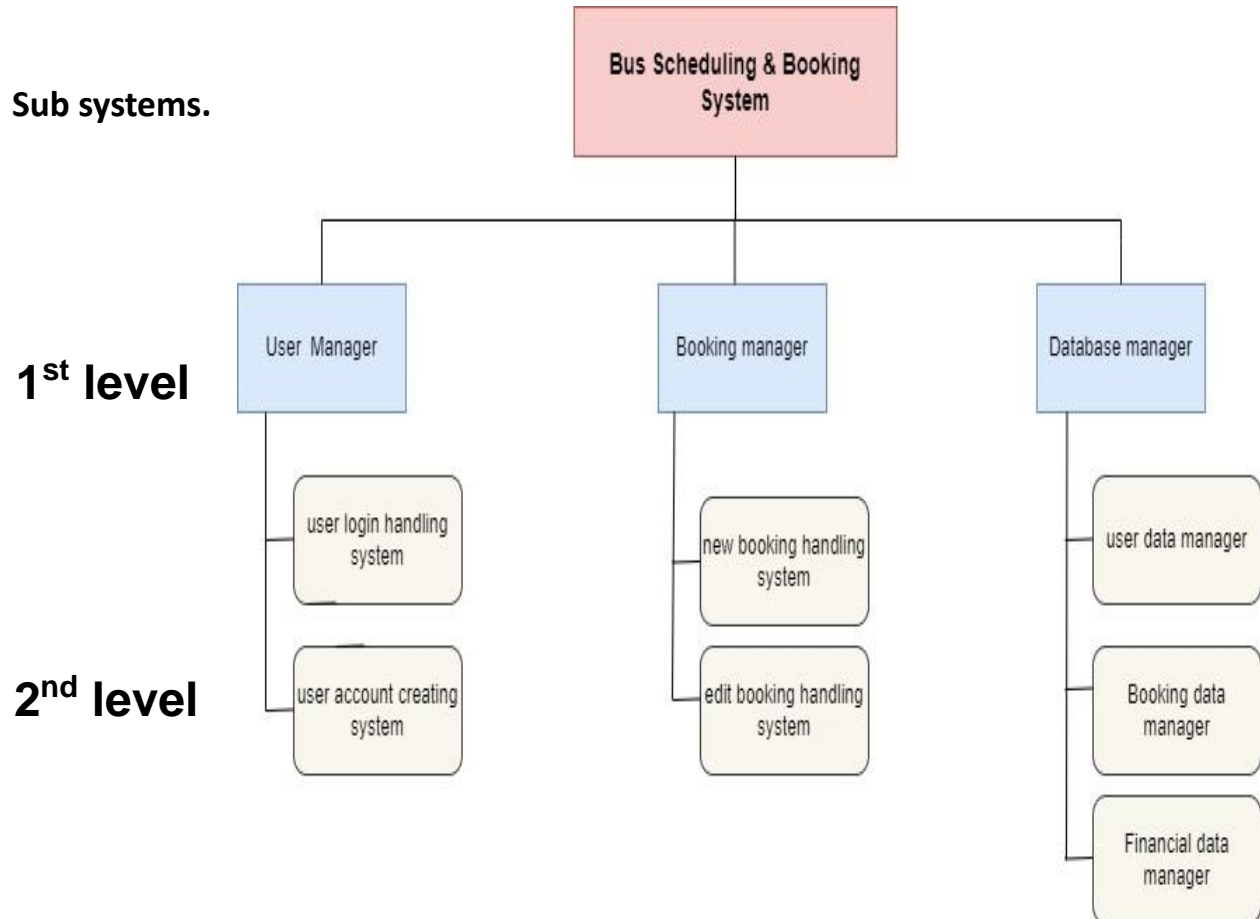 Sub systems.
Bus Scheduling & Booking
System
1st level
User Manager
Booking manager
Database manager
2nd level
user login handling
system
user account creating
system
new booking handling
system
edit booking handling
system
user data manager
Booking data
manager
Financial data
manager